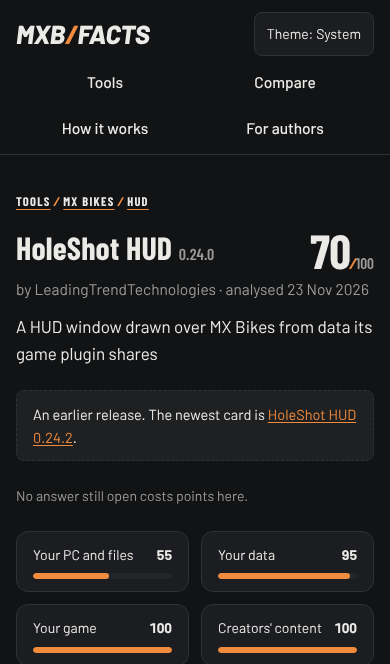 MXB/FACTS
Theme: System
Tools
Compare
How it works
For authors
TOOLS / MX BIKES / HUD
HoleShot HUD 0.24.0
70/100
by LeadingTrendTechnologies · analysed 23 Nov 2026
A HUD window drawn over MX Bikes from data its
game plugin shares
An earlier release. The newest card is HoleShot HUD
0.24.2.
No answer still open costs points here.
Your PC and files 55
Your data 95
Your game 100
Creators' content 100